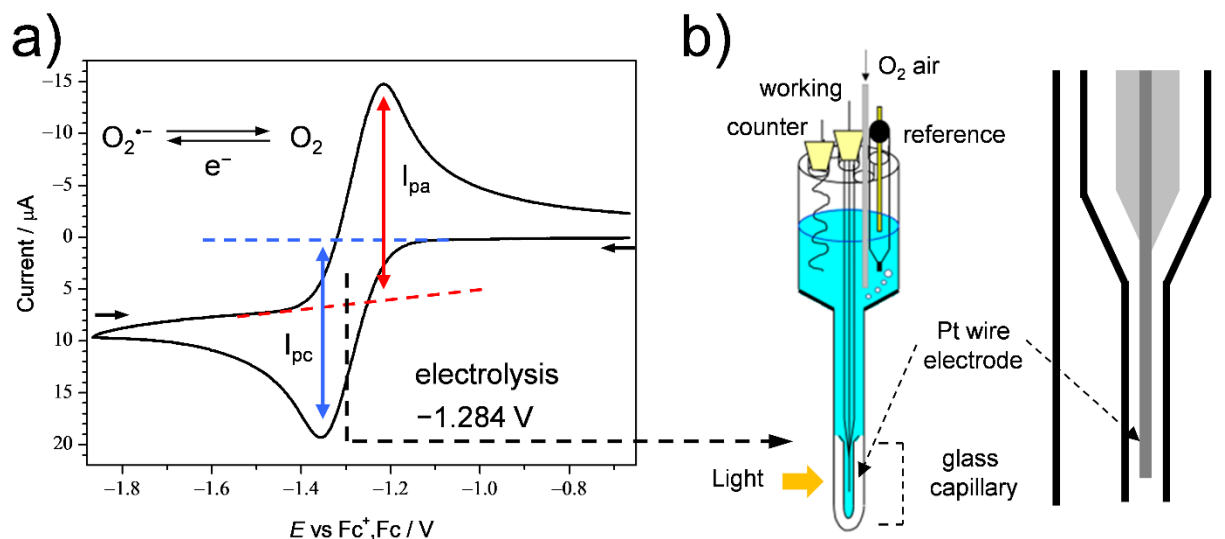 a)
−15
−10
−5
0
5
10
15
20
Current / μA
O₂•− O₂
e−
Ipa
Ipc
electrolysis
−1.284 V
−1.8
−1.6
−1.4
−1.2
−1.0
−0.8
E vs Fc⁺,Fc / V
b)
O₂ air
working
counter
reference
Pt wire
electrode
Light
glass
capillary